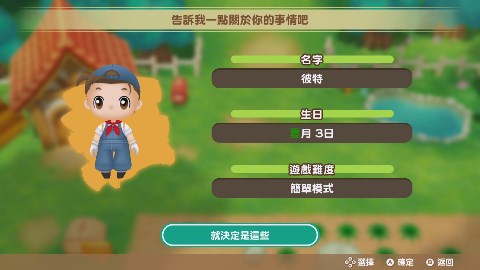 告訴我一點關於你的事情吧
名字
彼特
生日
月 3日
遊戲難度
簡單模式
就決定是這些
選擇 A 確定 B 返回